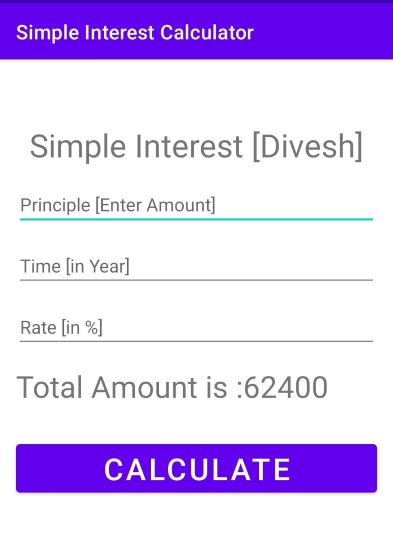 Simple Interest Calculator
Simple Interest [Divesh]
Principle [Enter Amount]
Time [in Year]
Rate [in %]
Total Amount is :62400
CALCULATE